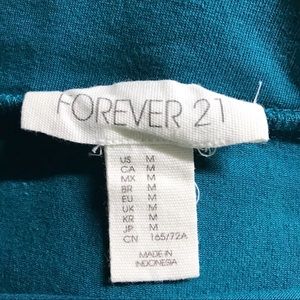 FOREVER 21
US M
CA M
MX M
BR M
EU M
UK M
KR M
JP M
CN 165/72A
MADE IN
INDONESIA